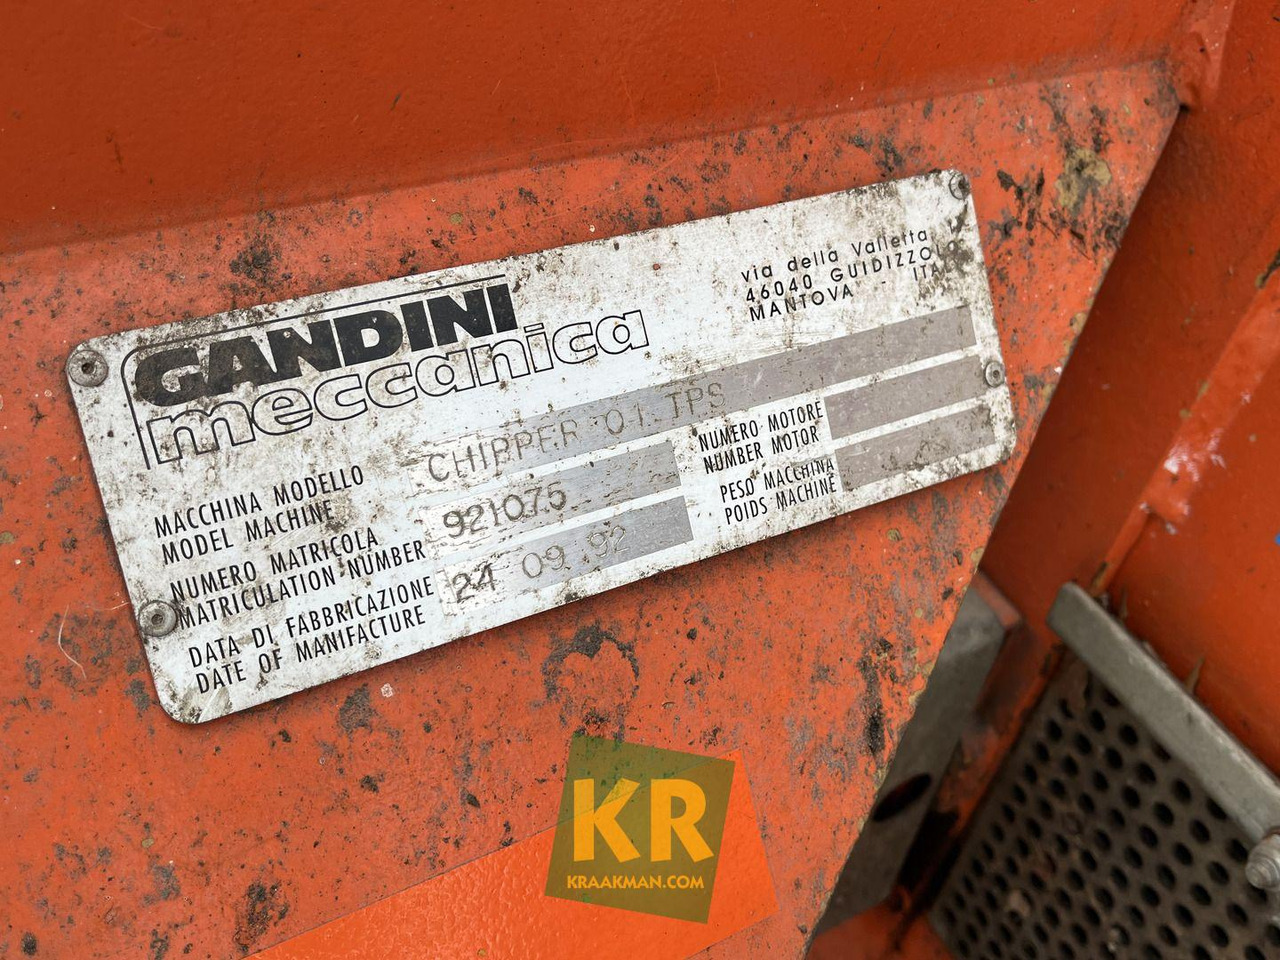 GANDINI
meccanica
via della Valletta
46040 GUIDIZZOLO
MANTOVA - ITA
MACCHINA MODELLO
MODEL MACHINE
CHIPPER 01 TPS
NUMERO MATRICOLA
MATRICULATION NUMBER
921075
DATA DI FABBRICAZIONE
DATE OF MANIFACTURE
24 09 92
NUMERO MOTORE
NUMBER MOTOR
PESO MACCHINA
POIDS MACHINE
KR
KRAAKMAN.COM